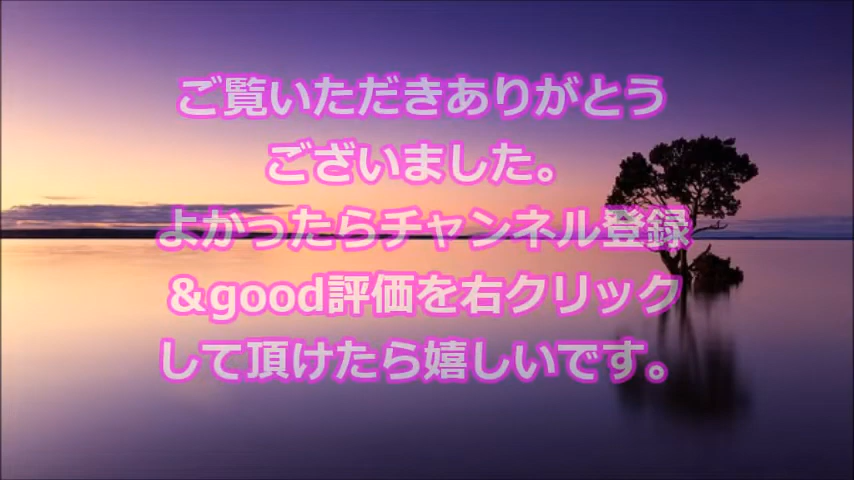 ご覧いただきありがとう
ございました。
よかったらチャンネル登録
&good評価を右クリック
して頂けたら嬉しいです。